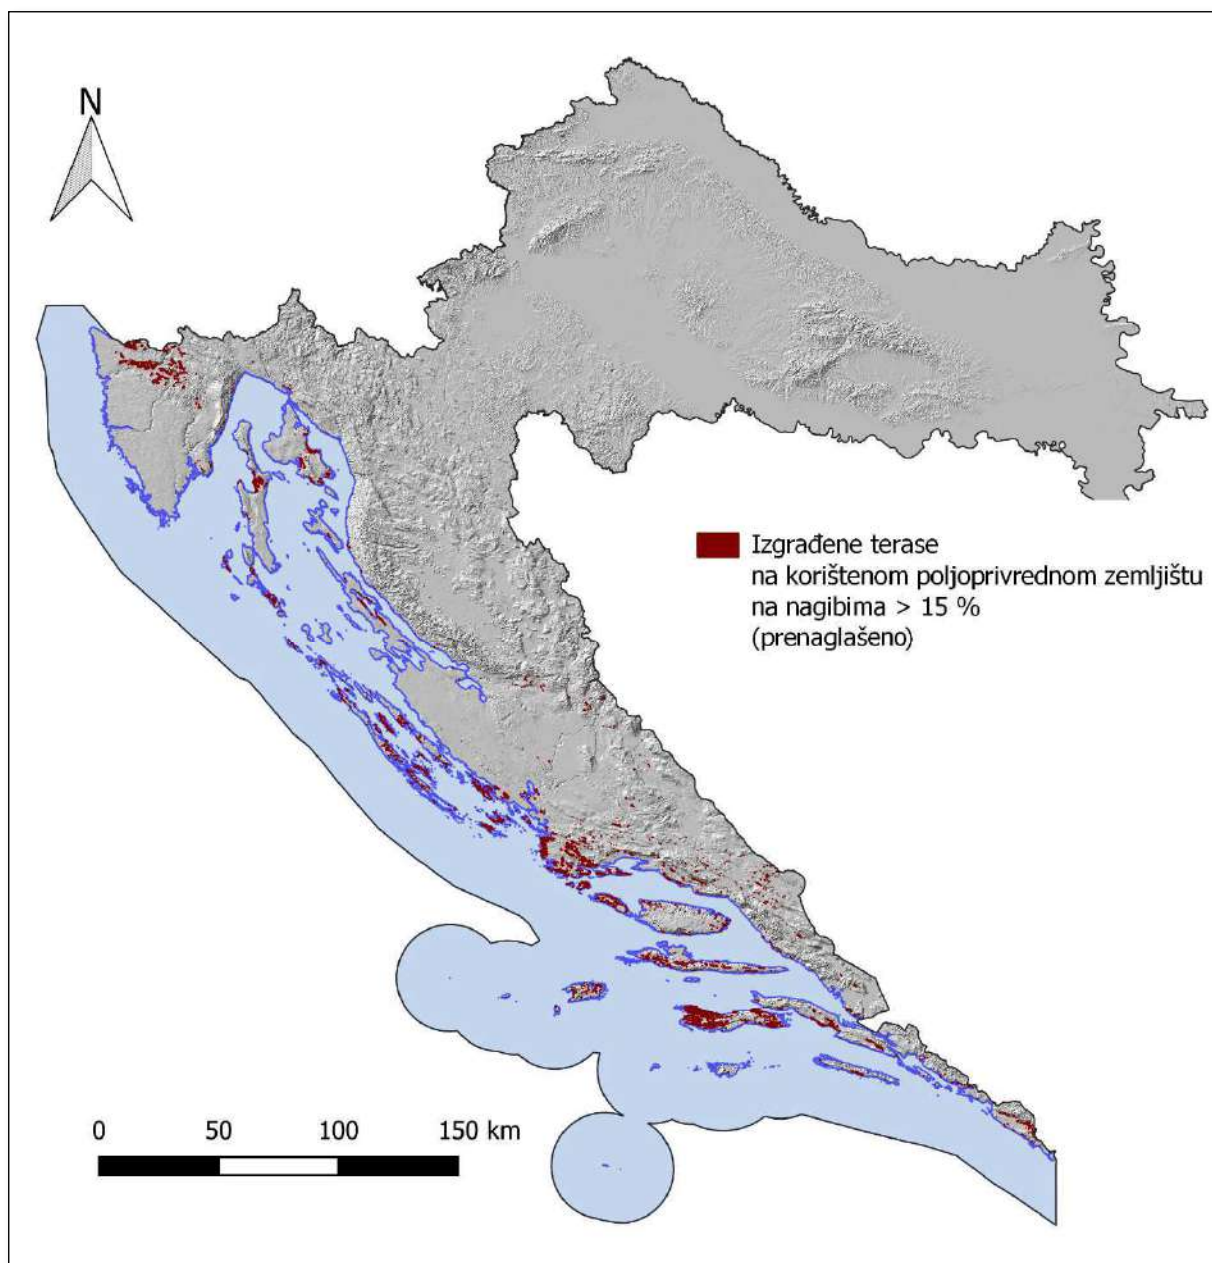 N
Izgrađene terase
na korištenom poljoprivrednom zemljištu
na nagibima > 15 %
(prenaglašeno)
0 50 100 150 km